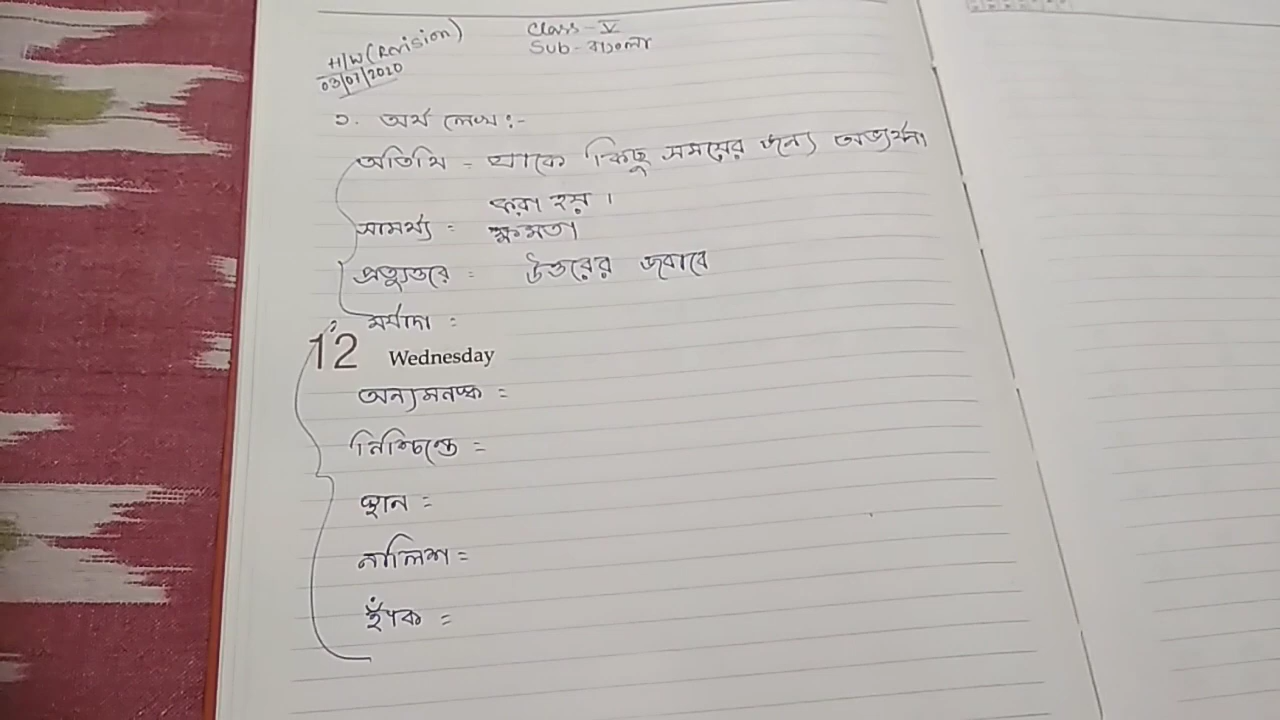 H/W (Revision)
03/07/2020
Class - V
Sub - বাংলা
১. অর্থ লেখ :-
অতিথি = যাকে কিছু সময়ের জন্যে অভ্যর্থনা
করা হয় ।
সামর্থ্য = ক্ষমতা
প্রত্যুত্তরে = উত্তরের জবাবে
মর্যাদা =
12 Wednesday
অন্যমনস্ক =
নিশ্চিন্তে =
স্থান =
নালিশ =